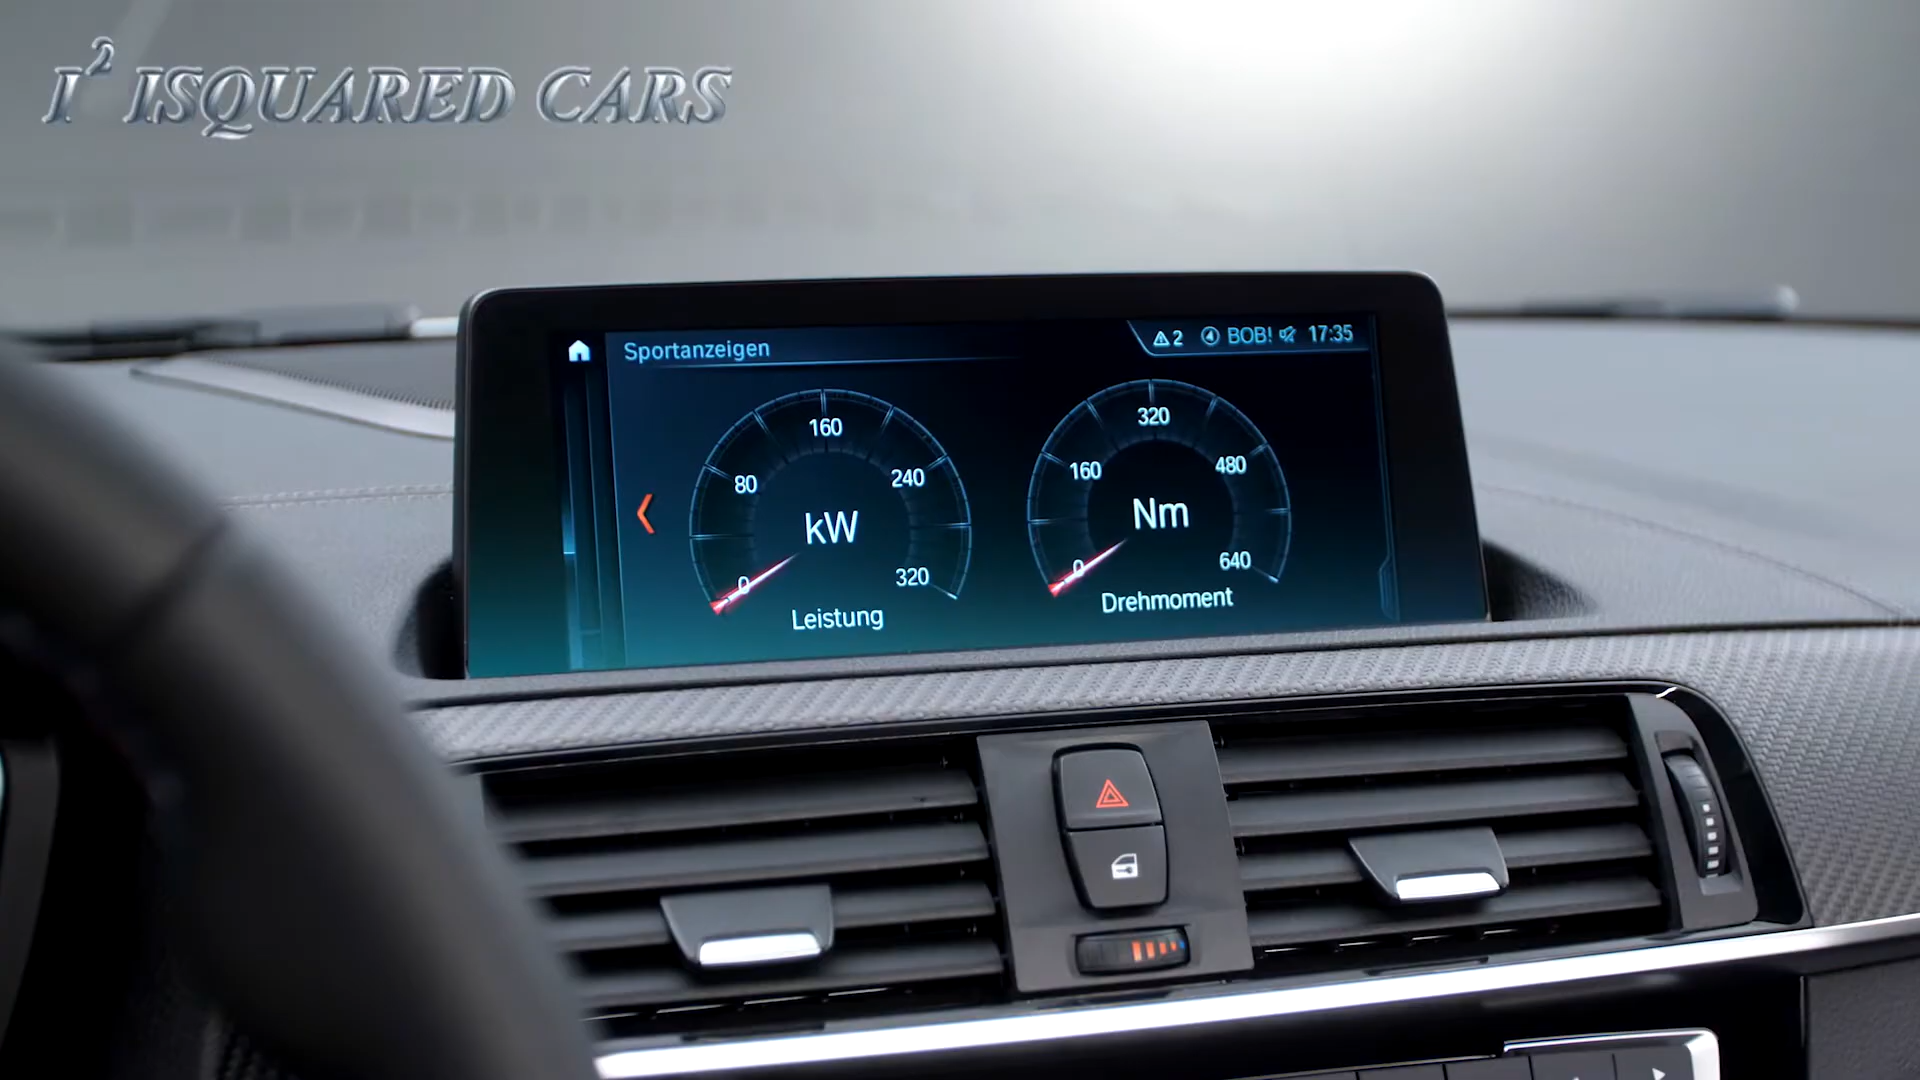 I² ISQUARED CARS
Sportanzeigen
2 4 BOB! 17:35
0 80 160 240 320
kW
Leistung
0 160 320 480 640
Nm
Drehmoment